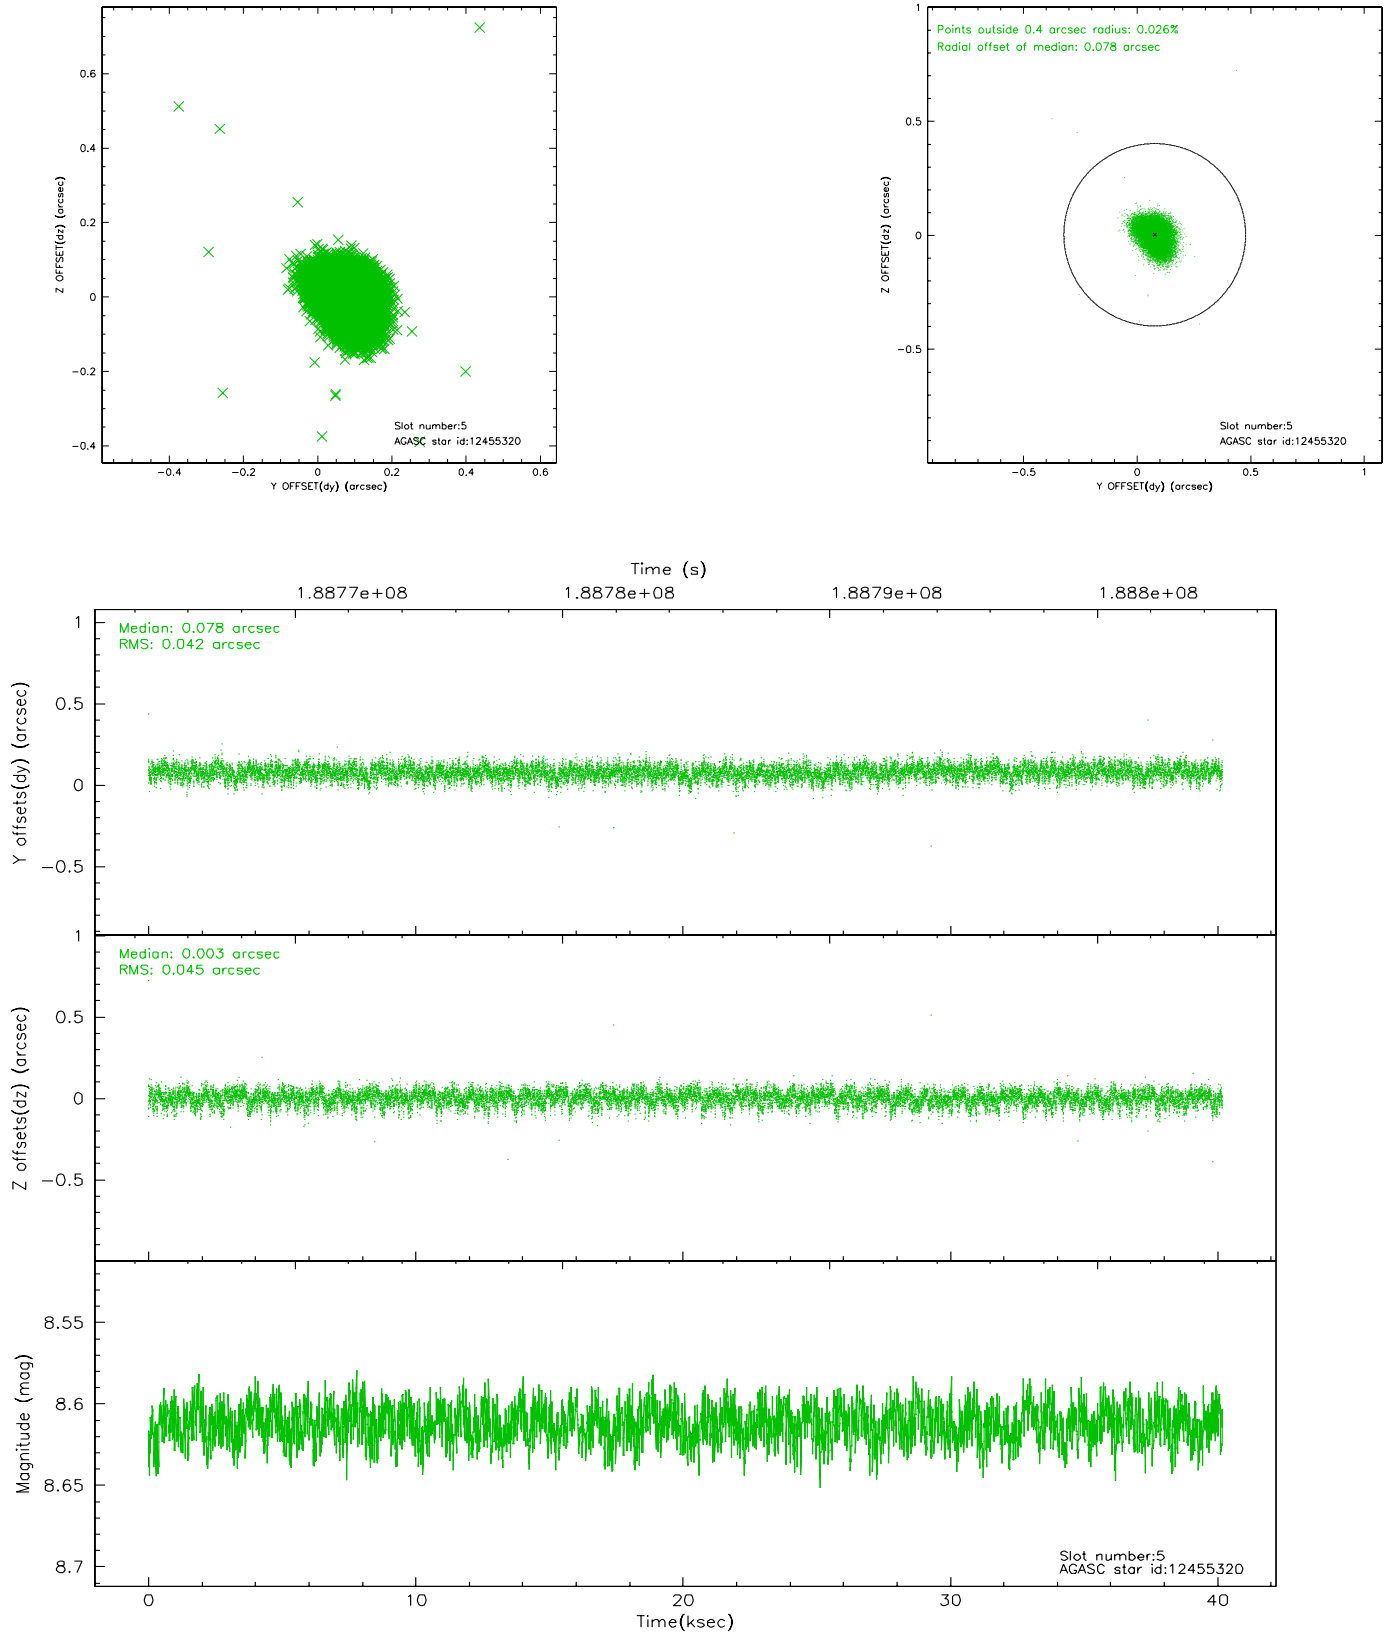 0.6
0.4
0.2
0
−0.2
−0.4
Z OFFSET(dz) (arcsec)
Slot number:5
AGASC star id:12455320
−0.4 −0.2 0 0.2 0.4 0.6
Y OFFSET(dy) (arcsec)
Points outside 0.4 arcsec radius: 0.026%
Radial offset of median: 0.078 arcsec
1
0.5
0
−0.5
Z OFFSET(dz) (arcsec)
Slot number:5
AGASC star id:12455320
−0.5 0 0.5 1
Y OFFSET(dy) (arcsec)
Time (s)
1.8877e+08 1.8878e+08 1.8879e+08 1.888e+08
Median: 0.078 arcsec
RMS: 0.042 arcsec
1
0.5
0
−0.5
Y offsets(dy) (arcsec)
Median: 0.003 arcsec
RMS: 0.045 arcsec
1
0.5
0
−0.5
Z offsets(dz) (arcsec)
8.55
8.6
8.65
8.7
Magnitude (mag)
Slot number:5
AGASC star id:12455320
0 10 20 30 40
Time(ksec)